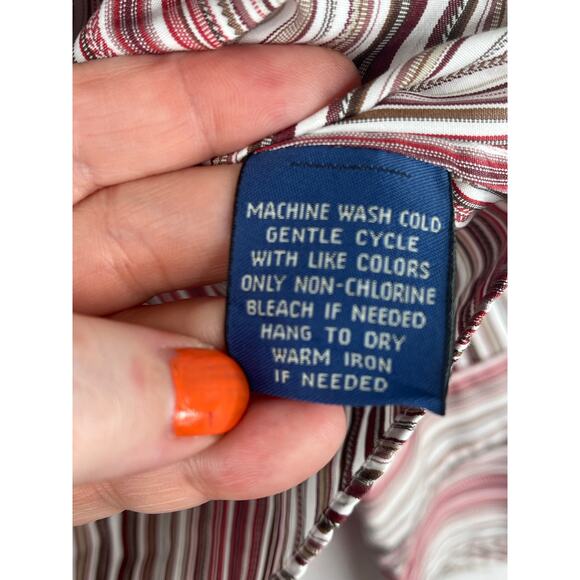 MACHINE WASH COLD
GENTLE CYCLE
WITH LIKE COLORS
ONLY NON-CHLORINE
BLEACH IF NEEDED
HANG TO DRY
WARM IRON
IF NEEDED